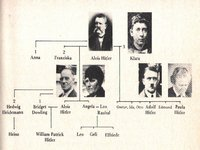 1 2 3
Anna Franziska Alois Hitler Klara
Hedwig Heidemann
Bridget Dowling
Alois Hitler
Angela = Leo Raubal
Gustav, Ida, Otto
Adolf Hitler
Edmund
Paula Hitler
Heinz
William Patrick Hitler
Leo Geli Elfriede